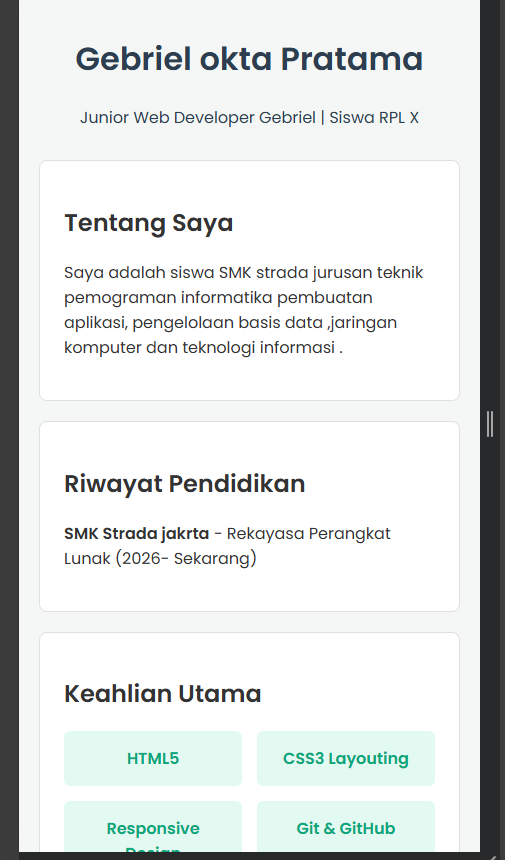 Gebriel okta Pratama
Junior Web Developer Gebriel | Siswa RPL X
Tentang Saya
Saya adalah siswa SMK strada jurusan teknik
pemograman informatika pembuatan
aplikasi, pengelolaan basis data ,jaringan
komputer dan teknologi informasi .
Riwayat Pendidikan
SMK Strada jakrta - Rekayasa Perangkat
Lunak (2026- Sekarang)
Keahlian Utama
HTML5
CSS3 Layouting
Responsive
Design
Git & GitHub